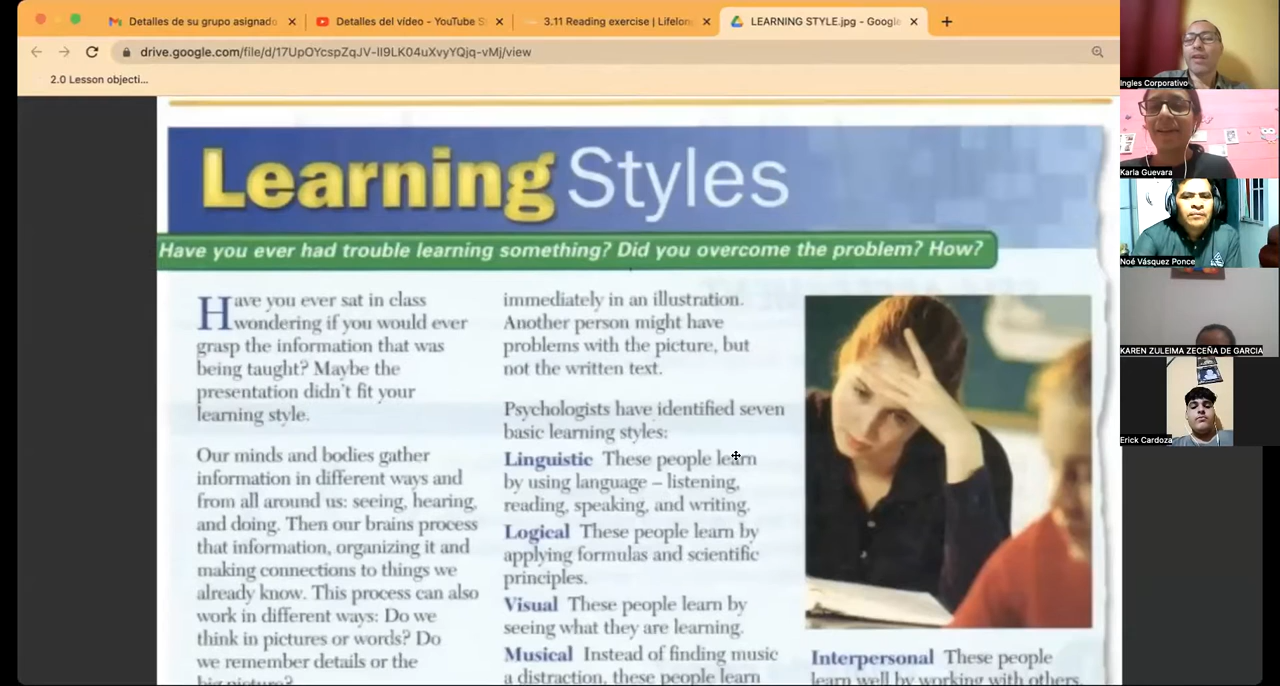 Detalles de su grupo asignado
Detalles del vídeo - YouTube S
3.11 Reading exercise | Lifelon
LEARNING STYLE.jpg - Google
drive.google.com/file/d/17UpOYcspZqJV-II9LK04uXvyYQjq-vMj/view
2.0 Lesson objecti...
Learning Styles
Have you ever had trouble learning something? Did you overcome the problem? How?
Have you ever sat in class
wondering if you would ever
grasp the information that was
being taught? Maybe the
presentation didn't fit your
learning style.
Our minds and bodies gather
information in different ways and
from all around us: seeing, hearing,
and doing. Then our brains process
that information, organizing it and
making connections to things we
already know. This process can also
work in different ways: Do we
think in pictures or words? Do
we remember details or the
big picture?
immediately in an illustration.
Another person might have
problems with the picture, but
not the written text.
Psychologists have identified seven
basic learning styles:
Linguistic These people learn
by using language – listening,
reading, speaking, and writing.
Logical These people learn by
applying formulas and scientific
principles.
Visual These people learn by
seeing what they are learning.
Musical Instead of finding music
a distraction, these people learn
Interpersonal These people
learn well by working with others.
Ingles Corporativo
Karla Guevara
Noé Vásquez Ponce
KAREN ZULEIMA ZECEÑA DE GARCIA
Erick Cardoza